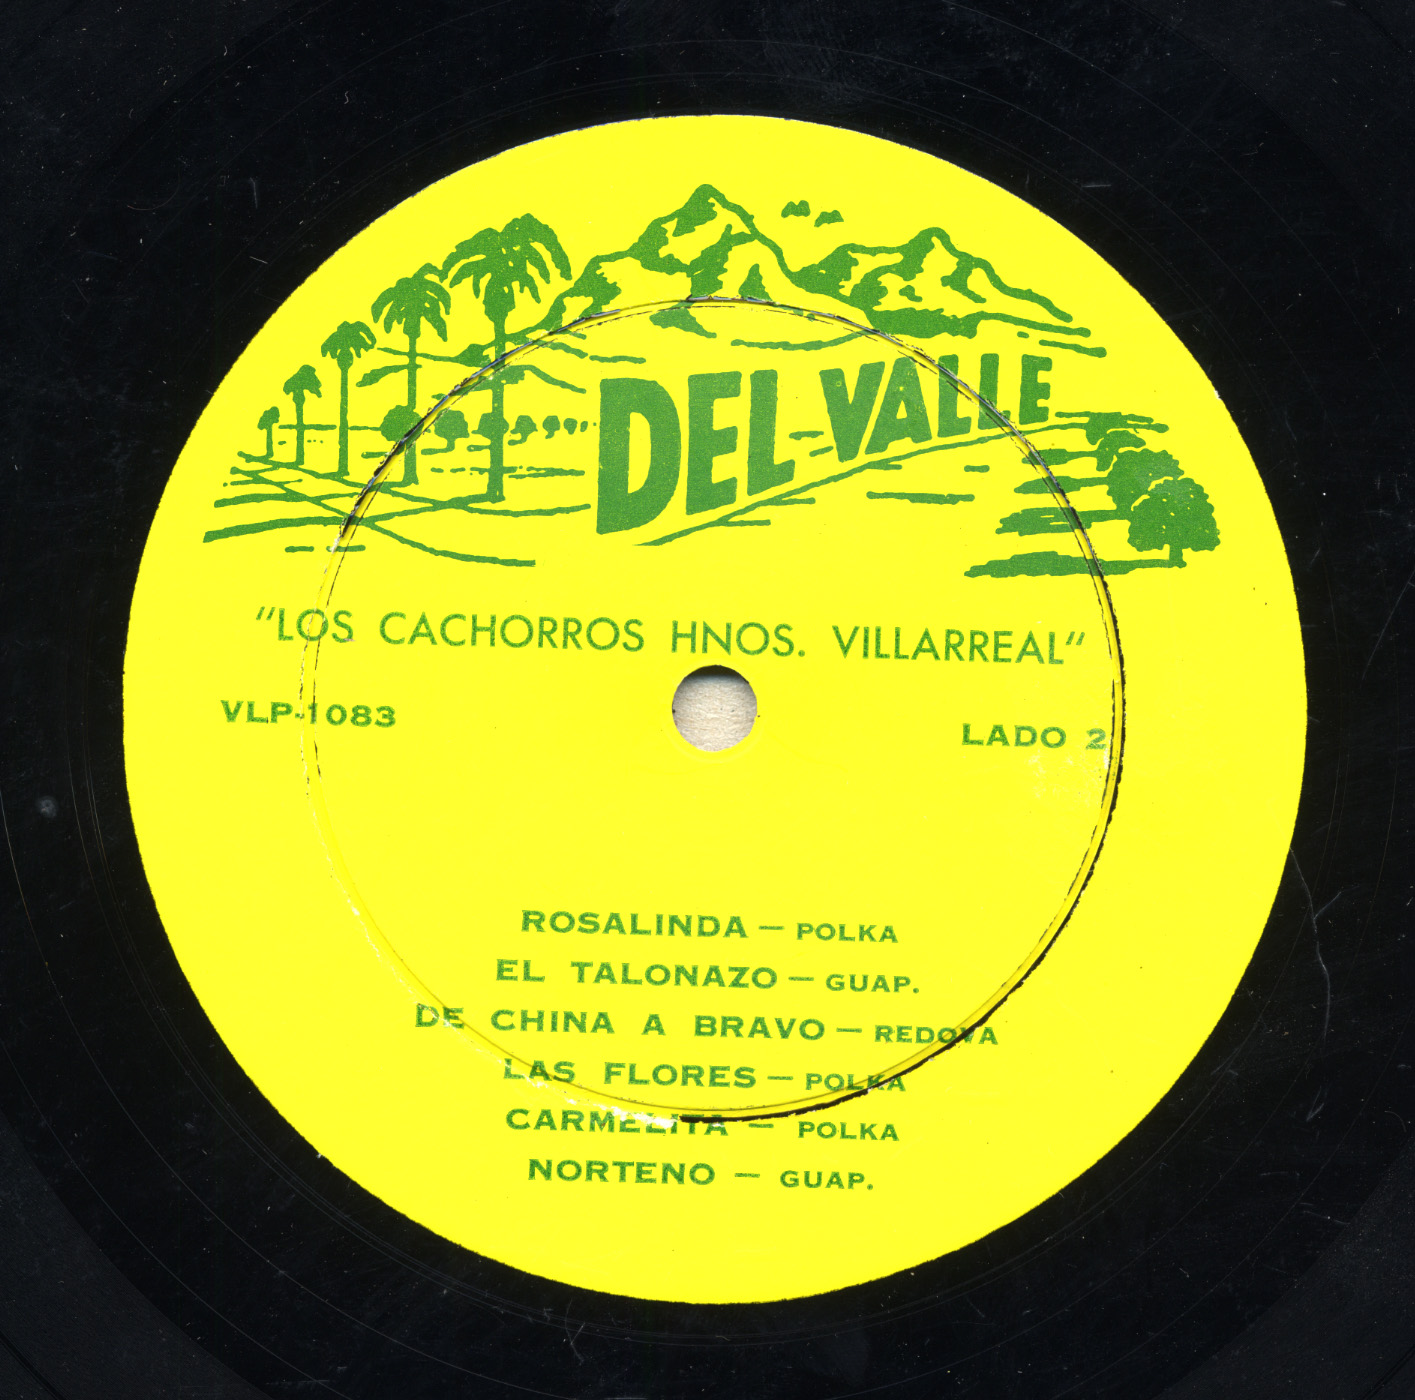 DEL VALLE
"LOS CACHORROS HNOS. VILLARREAL"
VLP-1083
LADO 2
ROSALINDA — POLKA
EL TALONAZO — GUAP.
DE CHINA A BRAVO — REDOVA
LAS FLORES — POLKA
CARMELITA — POLKA
NORTENO — GUAP.